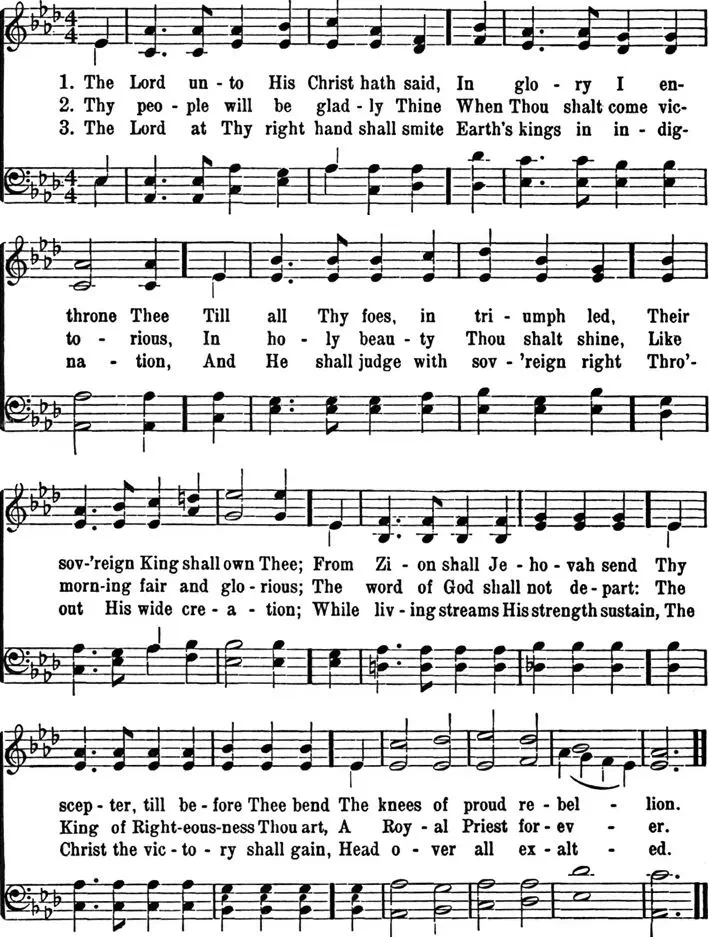 4 4
1. The Lord un - to His Christ hath said, In glo - ry I en-
2. Thy peo - ple will be glad - ly Thine When Thou shalt come vic-
3. The Lord at Thy right hand shall smite Earth's kings in in - dig-
4 4
throne Thee Till all Thy foes, in tri - umph led, Their
to - rious, In ho - ly beau - ty Thou shalt shine, Like
na - tion, And He shall judge with sov - 'reign right Thro'-
sov-'reign King shall own Thee; From Zi - on shall Je - ho - vah send Thy
morn-ing fair and glo - rious; The word of God shall not de - part: The
out His wide cre - a - tion; While liv - ing streams His strength sustain, The
scep - ter, till be - fore Thee bend The knees of proud re - bel - lion.
King of Right-eous-ness Thou art, A Roy - al Priest for - ev - er.
Christ the vic - to - ry shall gain, Head o - ver all ex - alt - ed.